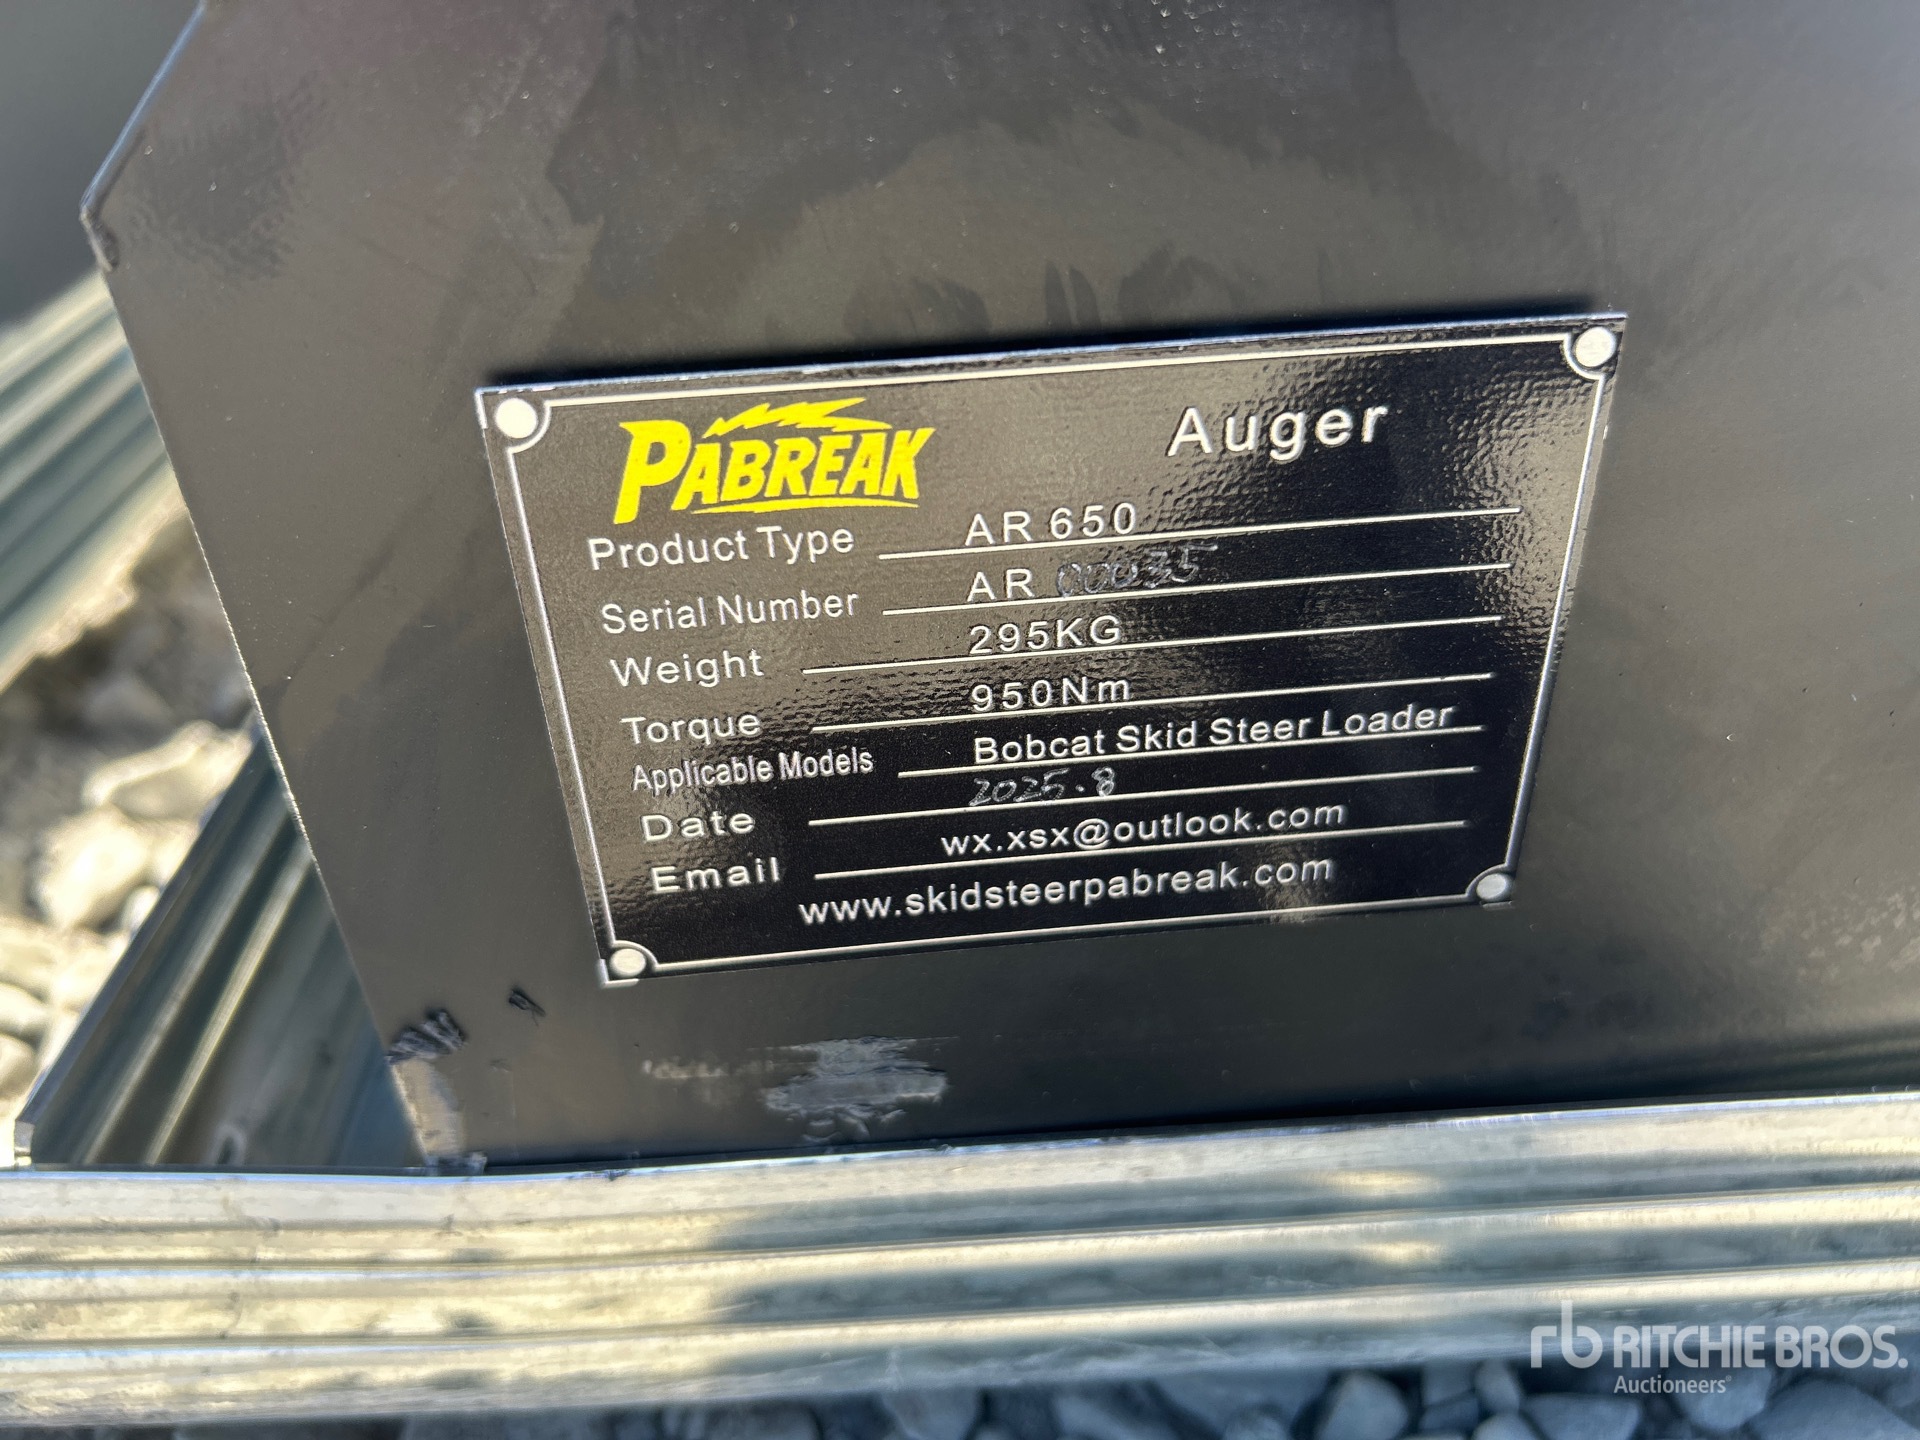 PABREAK Auger
Product Type AR 650
Serial Number AR 00035
Weight 295KG
Torque 950Nm
Applicable Models Bobcat Skid Steer Loader
Date 2025.8
Email wx.xsx@outlook.com
www.skidsteerpabreak.com
rb RITCHIE BROS.
Auctioneers